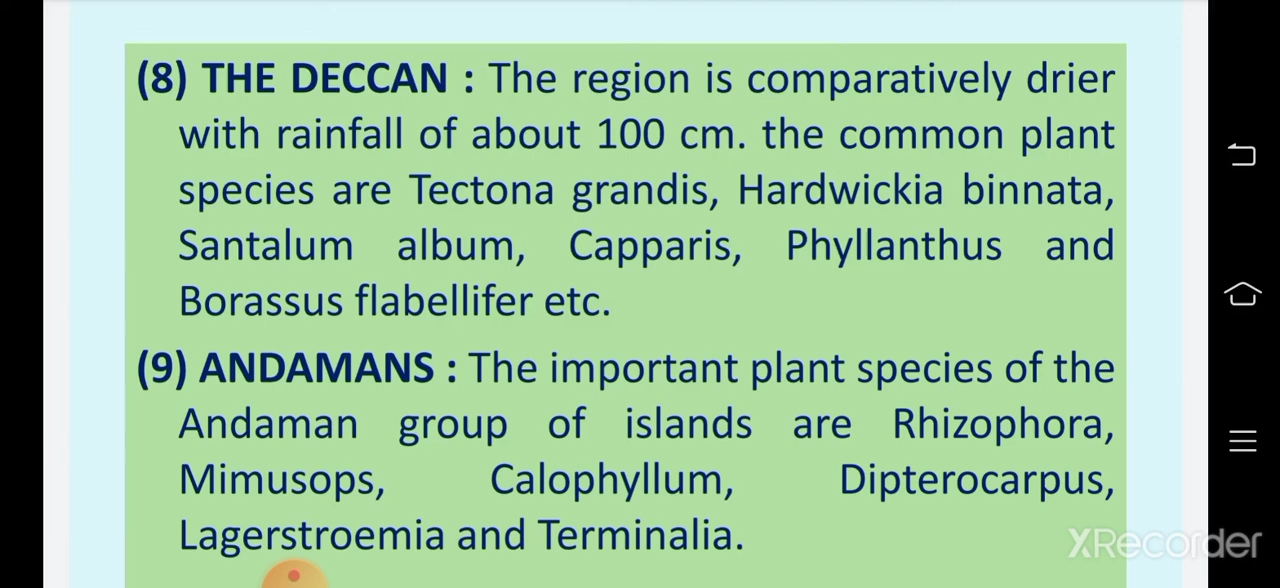 (8) THE DECCAN : The region is comparatively drier
with rainfall of about 100 cm. the common plant
species are Tectona grandis, Hardwickia binnata,
Santalum album, Capparis, Phyllanthus and
Borassus flabellifer etc.
(9) ANDAMANS : The important plant species of the
Andaman group of islands are Rhizophora,
Mimusops, Calophyllum, Dipterocarpus,
Lagerstroemia and Terminalia.
XRecorder